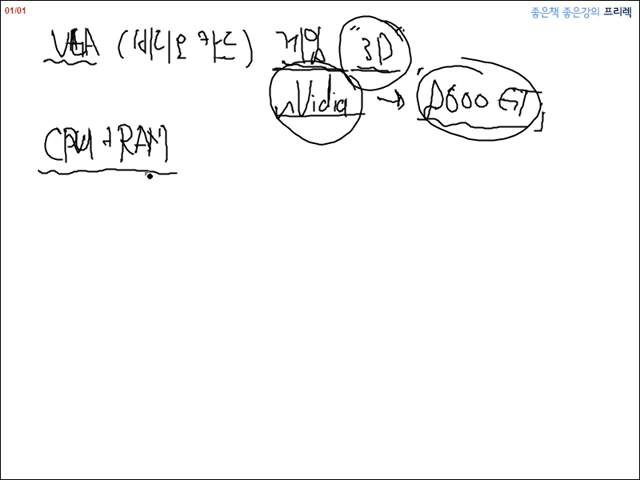 01/01
좋은책 좋은강의 프리렉
VGA (비디오 카드) 게임 "3D"
nVidia → "8600 GT"
CPU + RAM